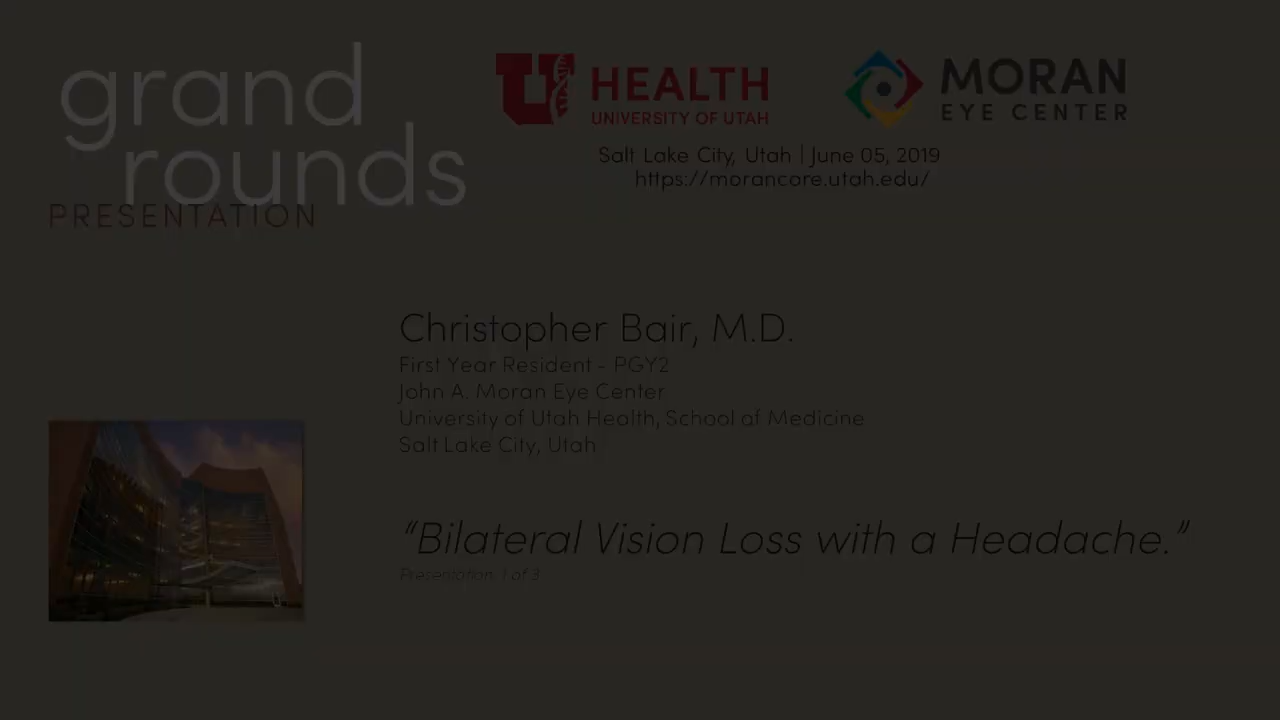 grand
rounds
PRESENTATION
U HEALTH
UNIVERSITY OF UTAH
MORAN
EYE CENTER
Salt Lake City, Utah | June 05, 2019
https://morancore.utah.edu/
Christopher Bair, M.D.
First Year Resident - PGY2
John A. Moran Eye Center
University of Utah Health, School of Medicine
Salt Lake City, Utah
“Bilateral Vision Loss with a Headache.”
Presentation 1 of 3